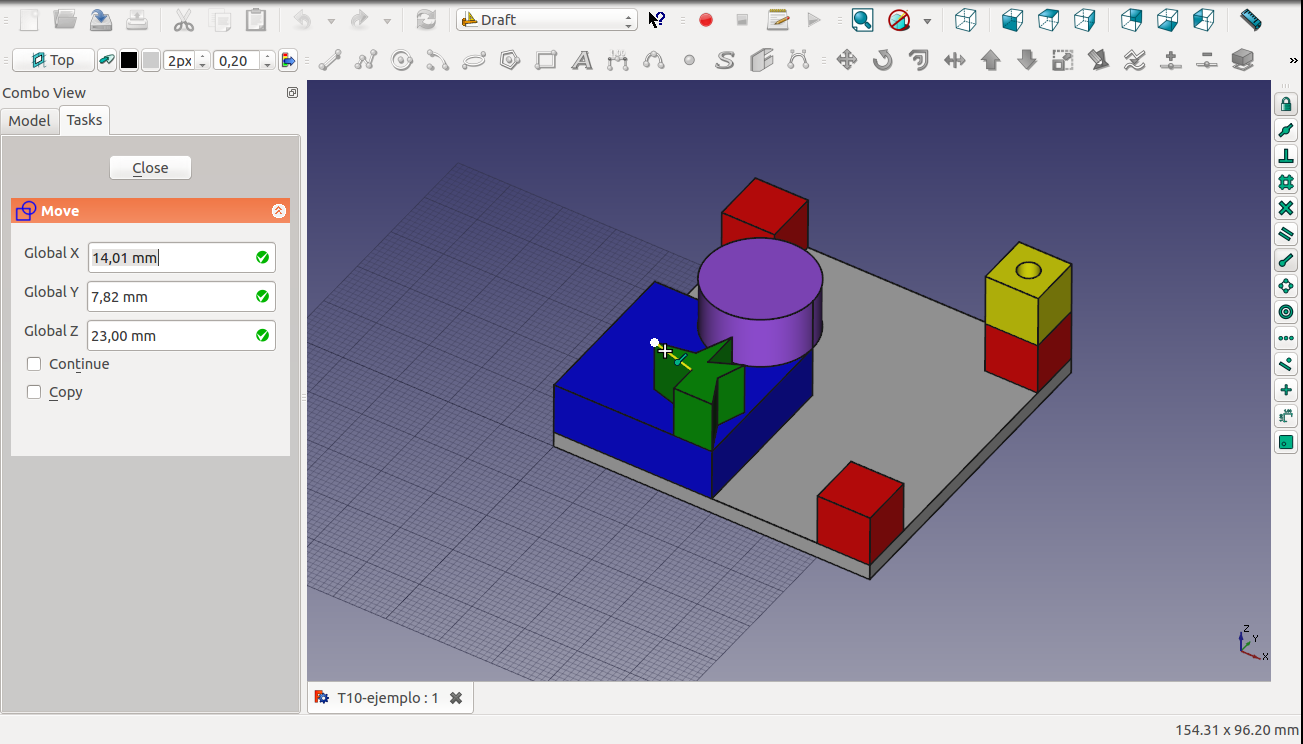 Draft
Top
2px
0,20
»
Combo View
Model
Tasks
Close
Move
Global X
14,01 mm
Global Y
7,82 mm
Global Z
23,00 mm
Continue
Copy
Z
Y
X
T10-ejemplo : 1
154.31 x 96.20 mm